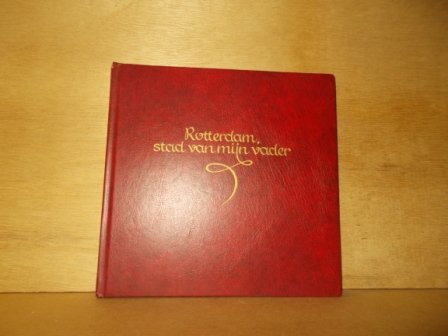 Rotterdam,
stad van mijn vader